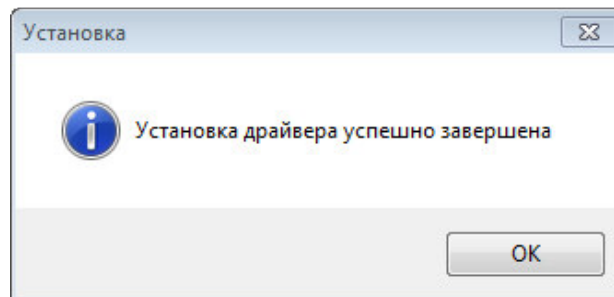 Установка
Установка драйвера успешно завершена
OK